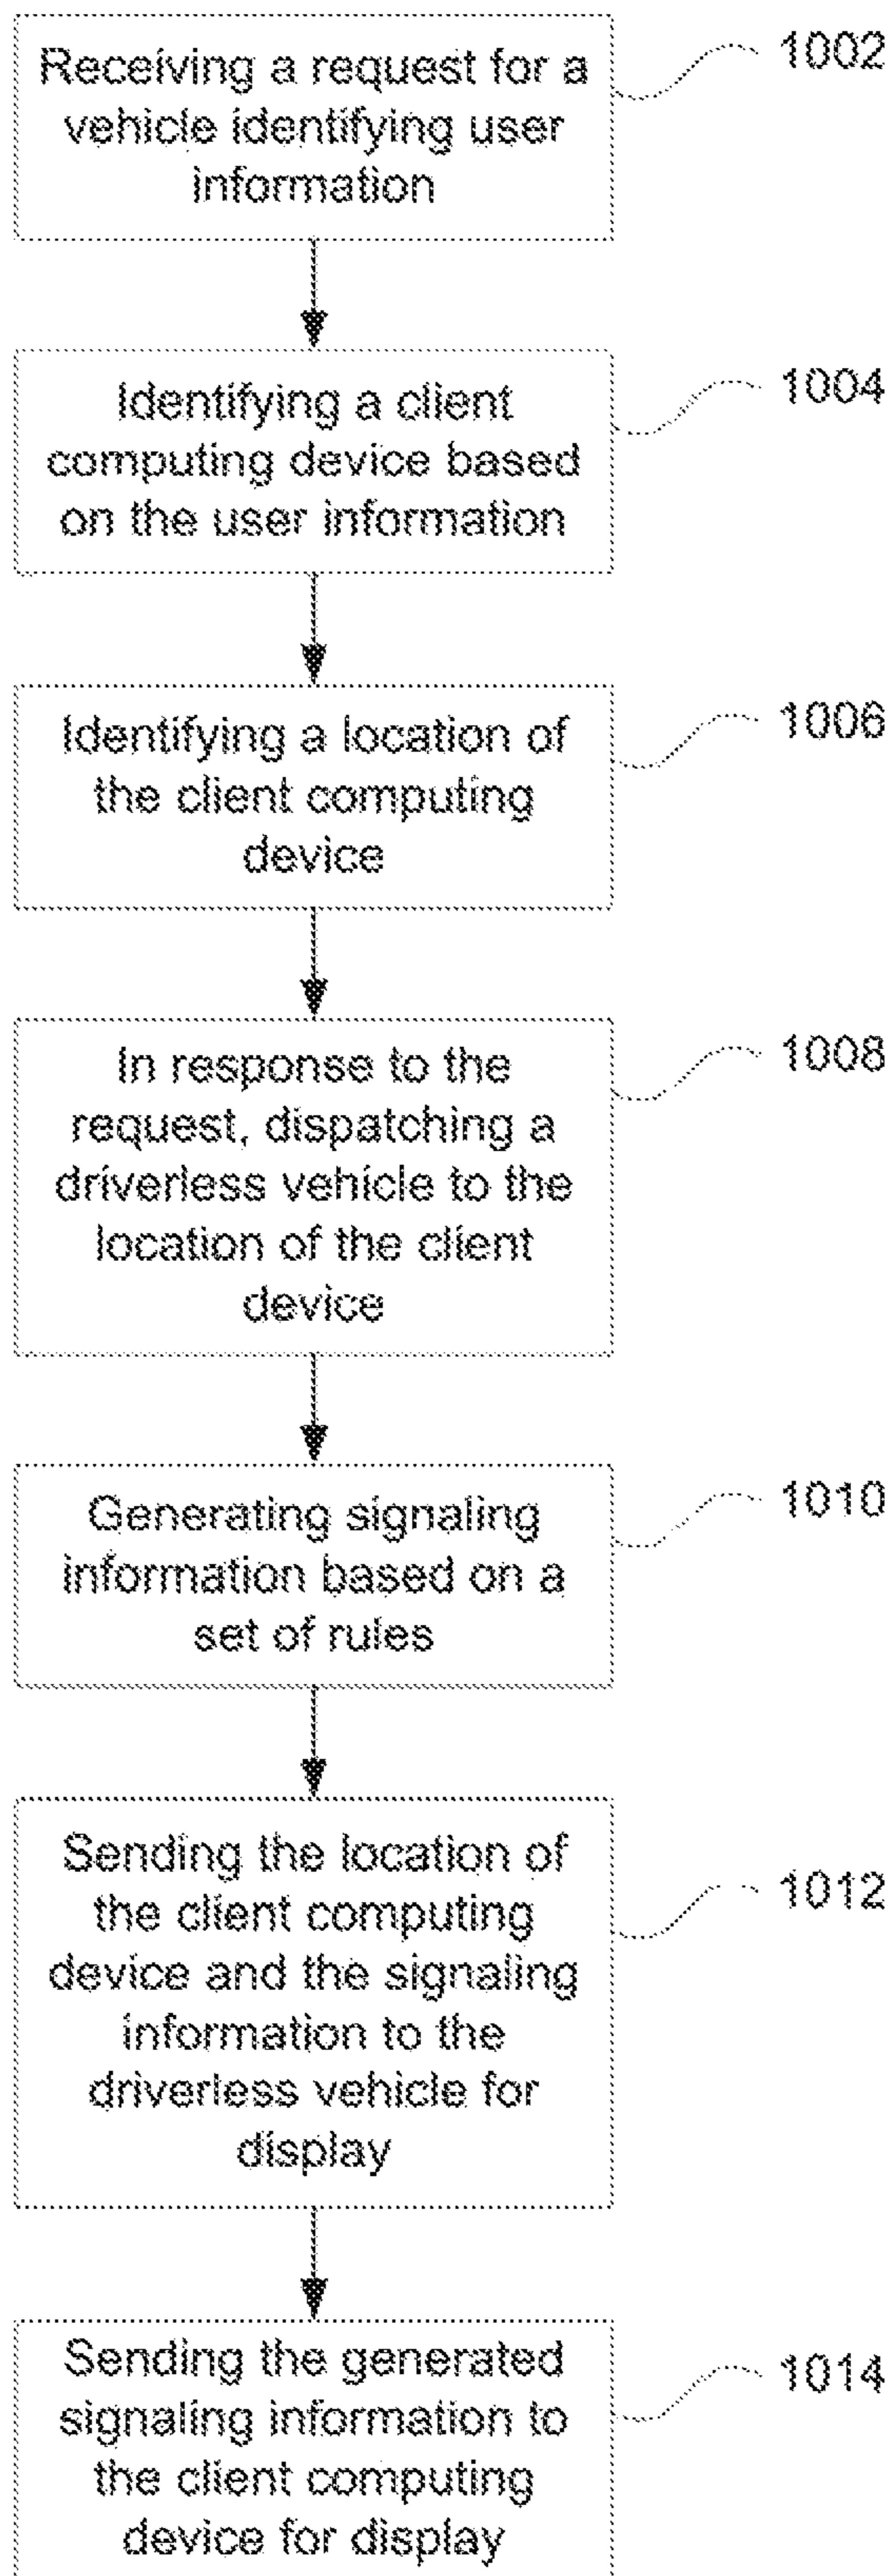 Receiving a request for a
vehicle identifying user
information
1002
Identifying a client
computing device based
on the user information
1004
Identifying a location of
the client computing
device
1006
In response to the
request, dispatching a
driverless vehicle to the
location of the client
device
1008
Generating signaling
information based on a
set of rules
1010
Sending the location of
the client computing
device and the signaling
information to the
driverless vehicle for
display
1012
Sending the generated
signaling information to
the client computing
device for display
1014